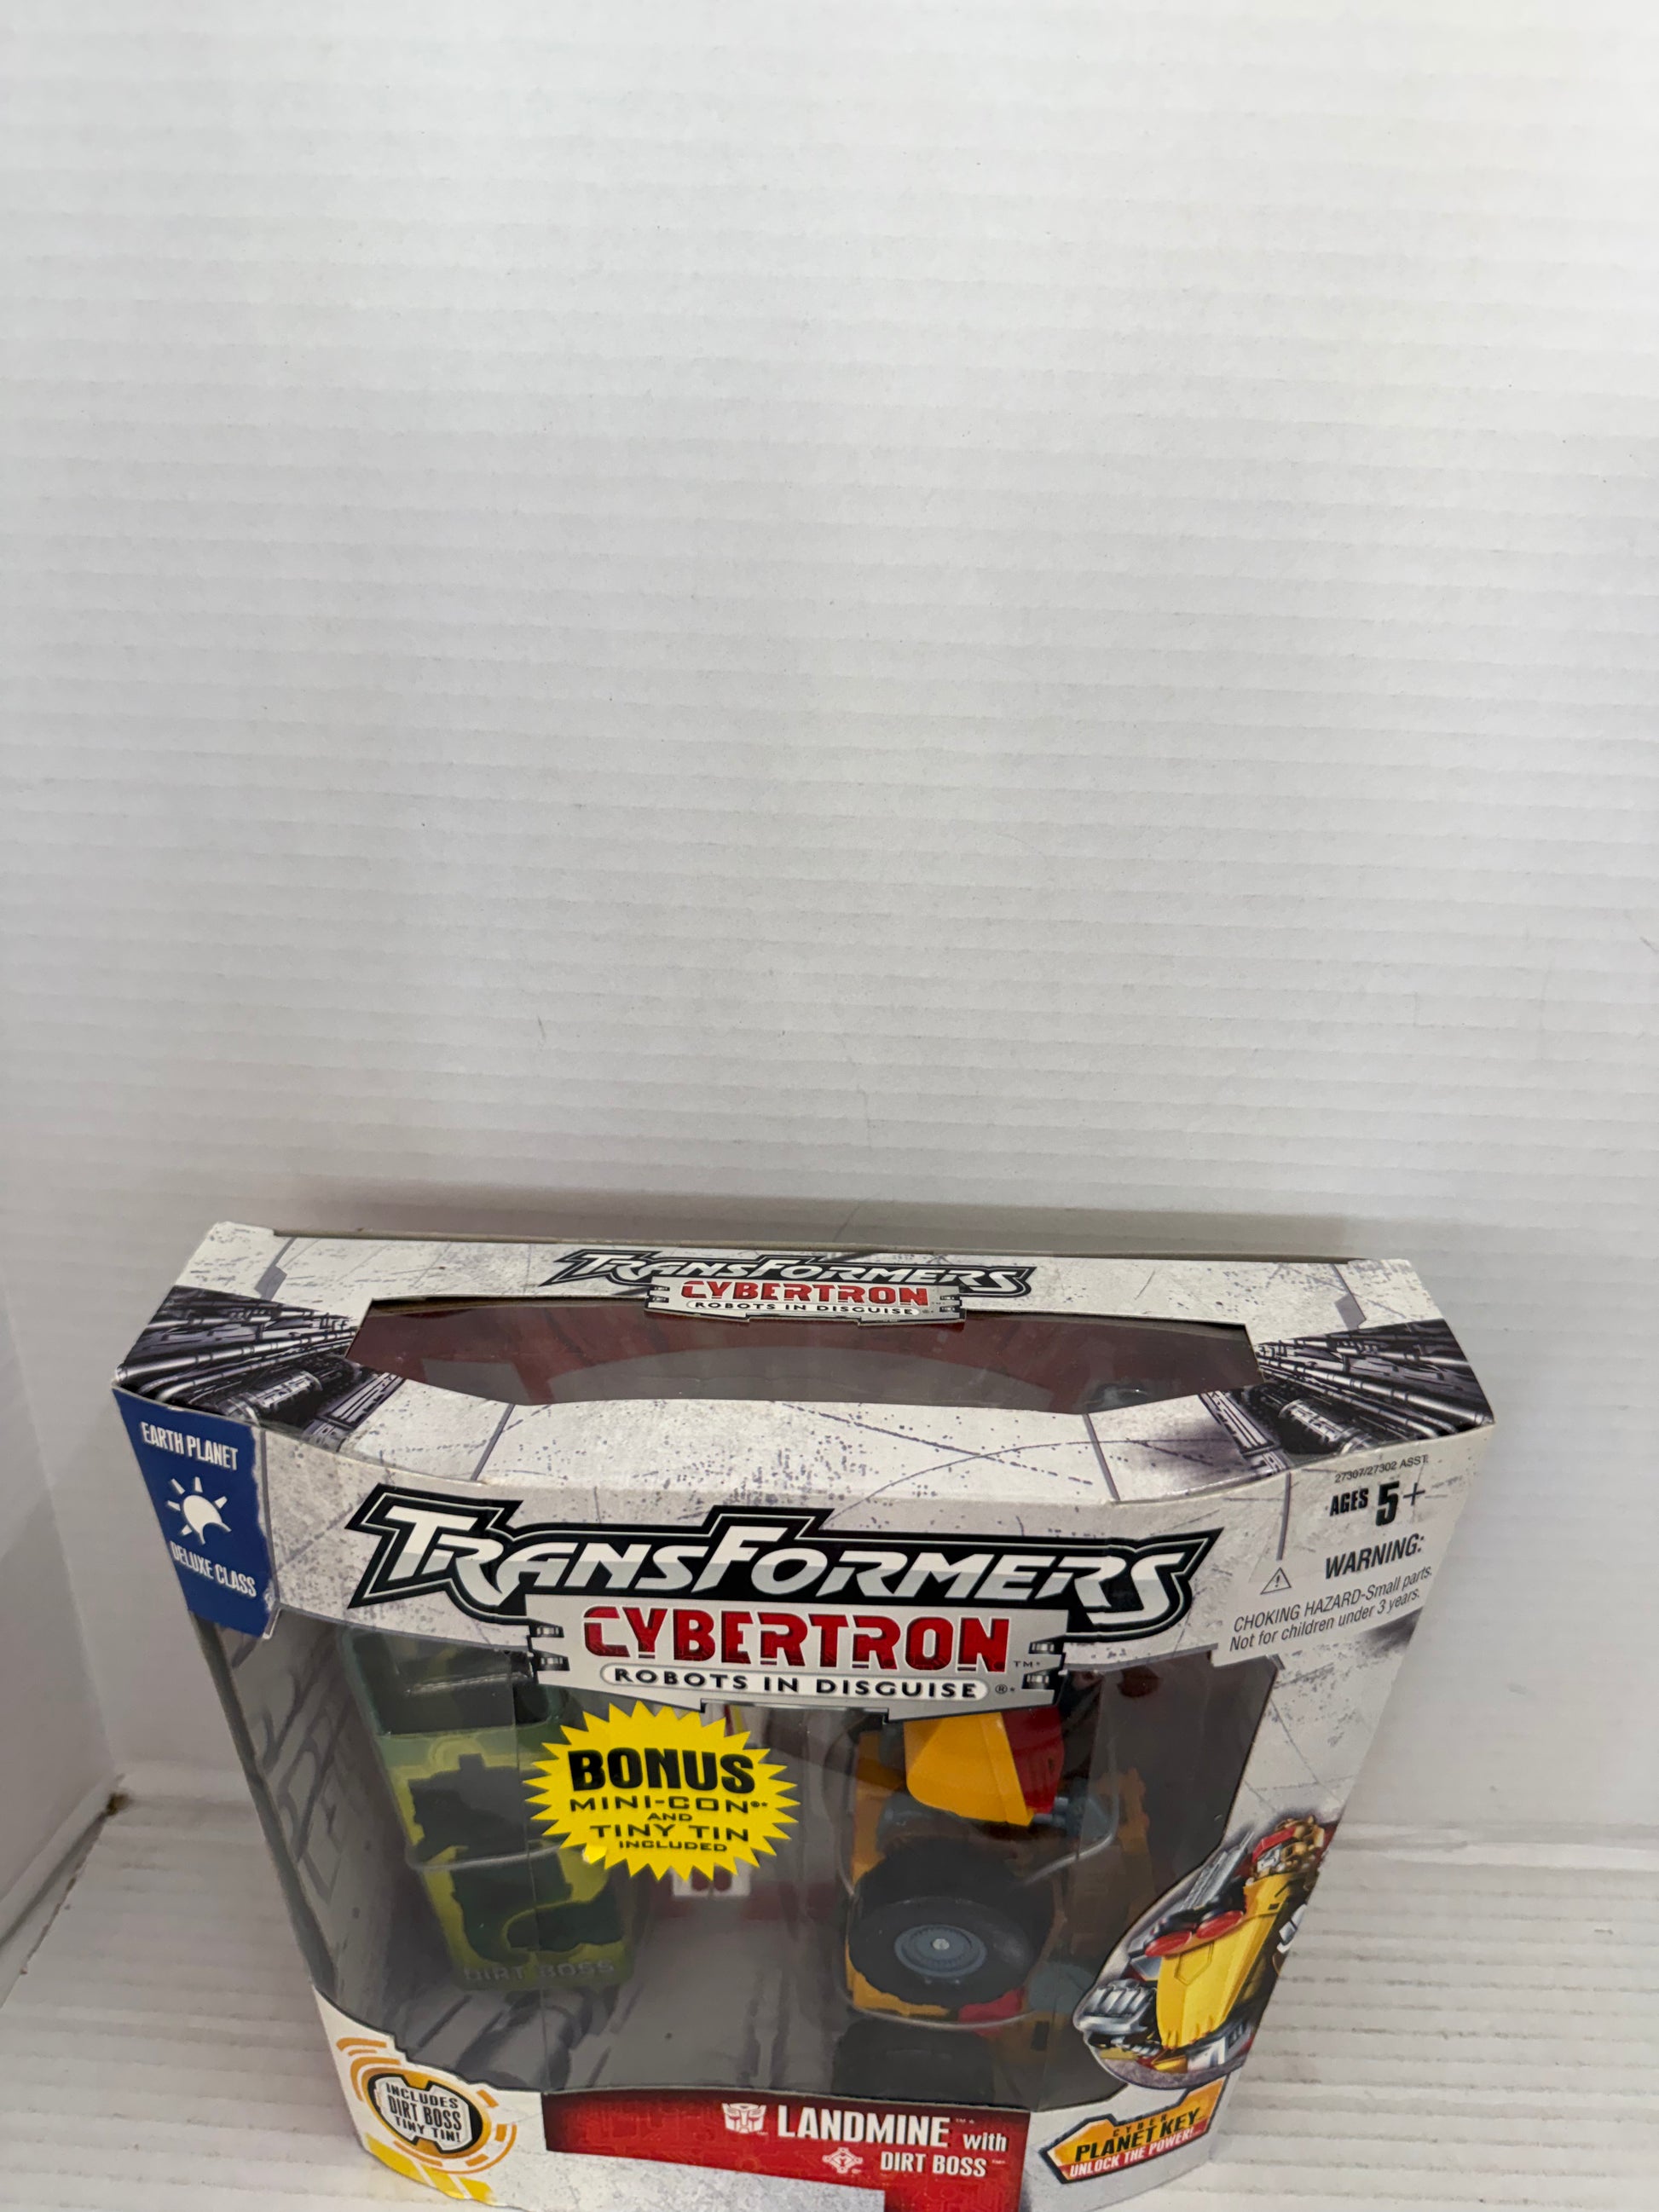 TRANSFORMERS
CYBERTRON
ROBOTS IN DISGUISE ®
EARTH PLANET
DELUXE CLASS
27307/27302 ASST.
AGES 5+
⚠ WARNING:
CHOKING HAZARD-Small parts.
Not for children under 3 years.
TRANSFORMERS
CYBERTRON ™
ROBOTS IN DISGUISE ®
BONUS
MINI-CON
AND
TINY TIN
INCLUDED
DIRT BOSS
INCLUDES
DIRT BOSS
TINY TIN!
LANDMINE with
DIRT BOSS
CYBER
PLANET KEY
UNLOCK THE POWER!